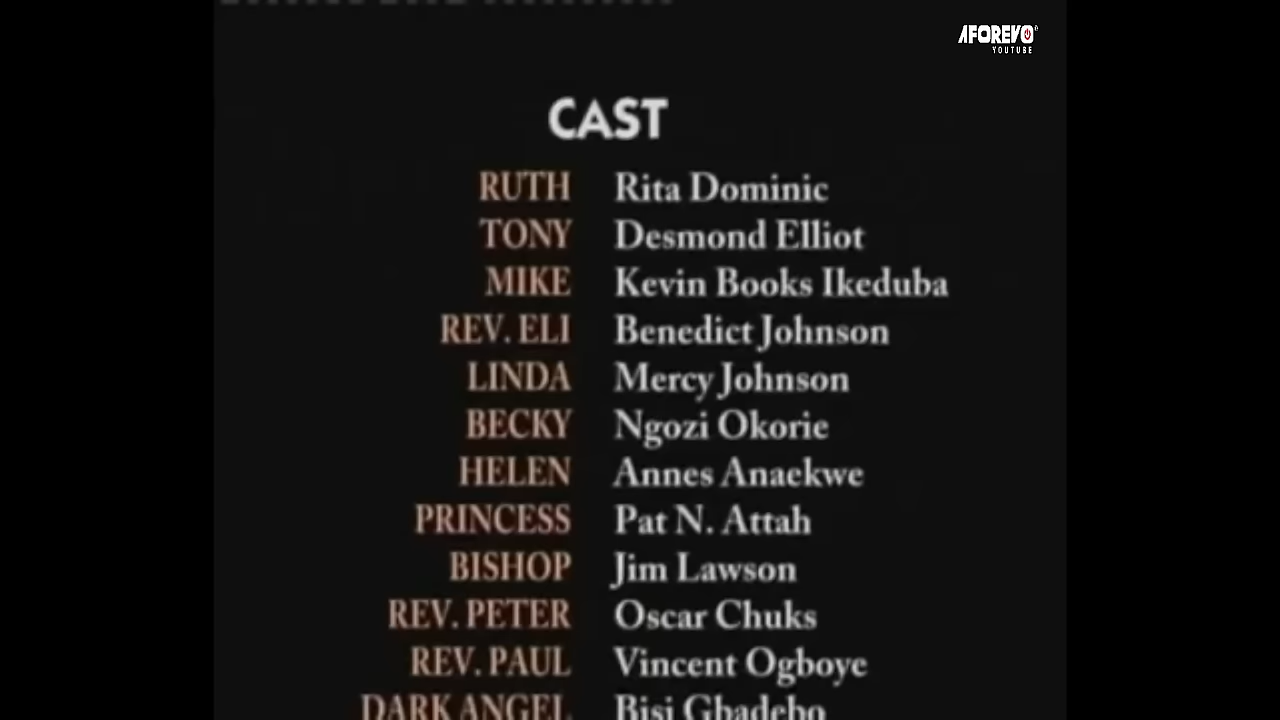 AFOREVO
YOUTUBE
CAST
RUTH Rita Dominic
TONY Desmond Elliot
MIKE Kevin Books Ikeduba
REV. ELI Benedict Johnson
LINDA Mercy Johnson
BECKY Ngozi Okorie
HELEN Annes Anaekwe
PRINCESS Pat N. Attah
BISHOP Jim Lawson
REV. PETER Oscar Chuks
REV. PAUL Vincent Ogboye
DARK ANGEL Bisi Gbadebo